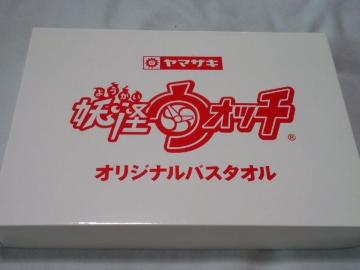 ヤマザキ
ようかい
妖怪ウォッチ®
オリジナルバスタオル